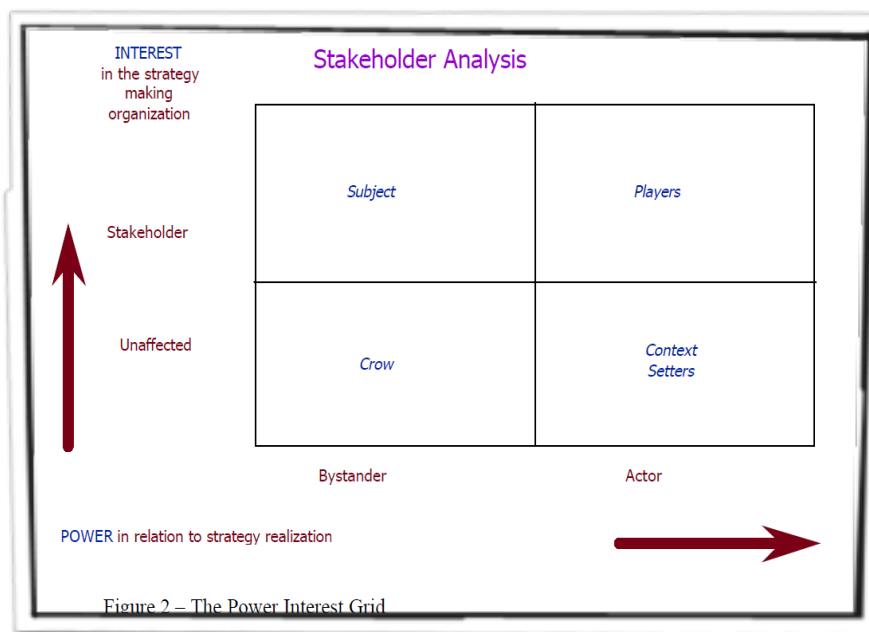 INTEREST
in the strategy
making
organization
Stakeholder Analysis
Subject
Players
Stakeholder
Unaffected
Crow
Context
Setters
Bystander
Actor
POWER in relation to strategy realization
Figure 2 – The Power Interest Grid